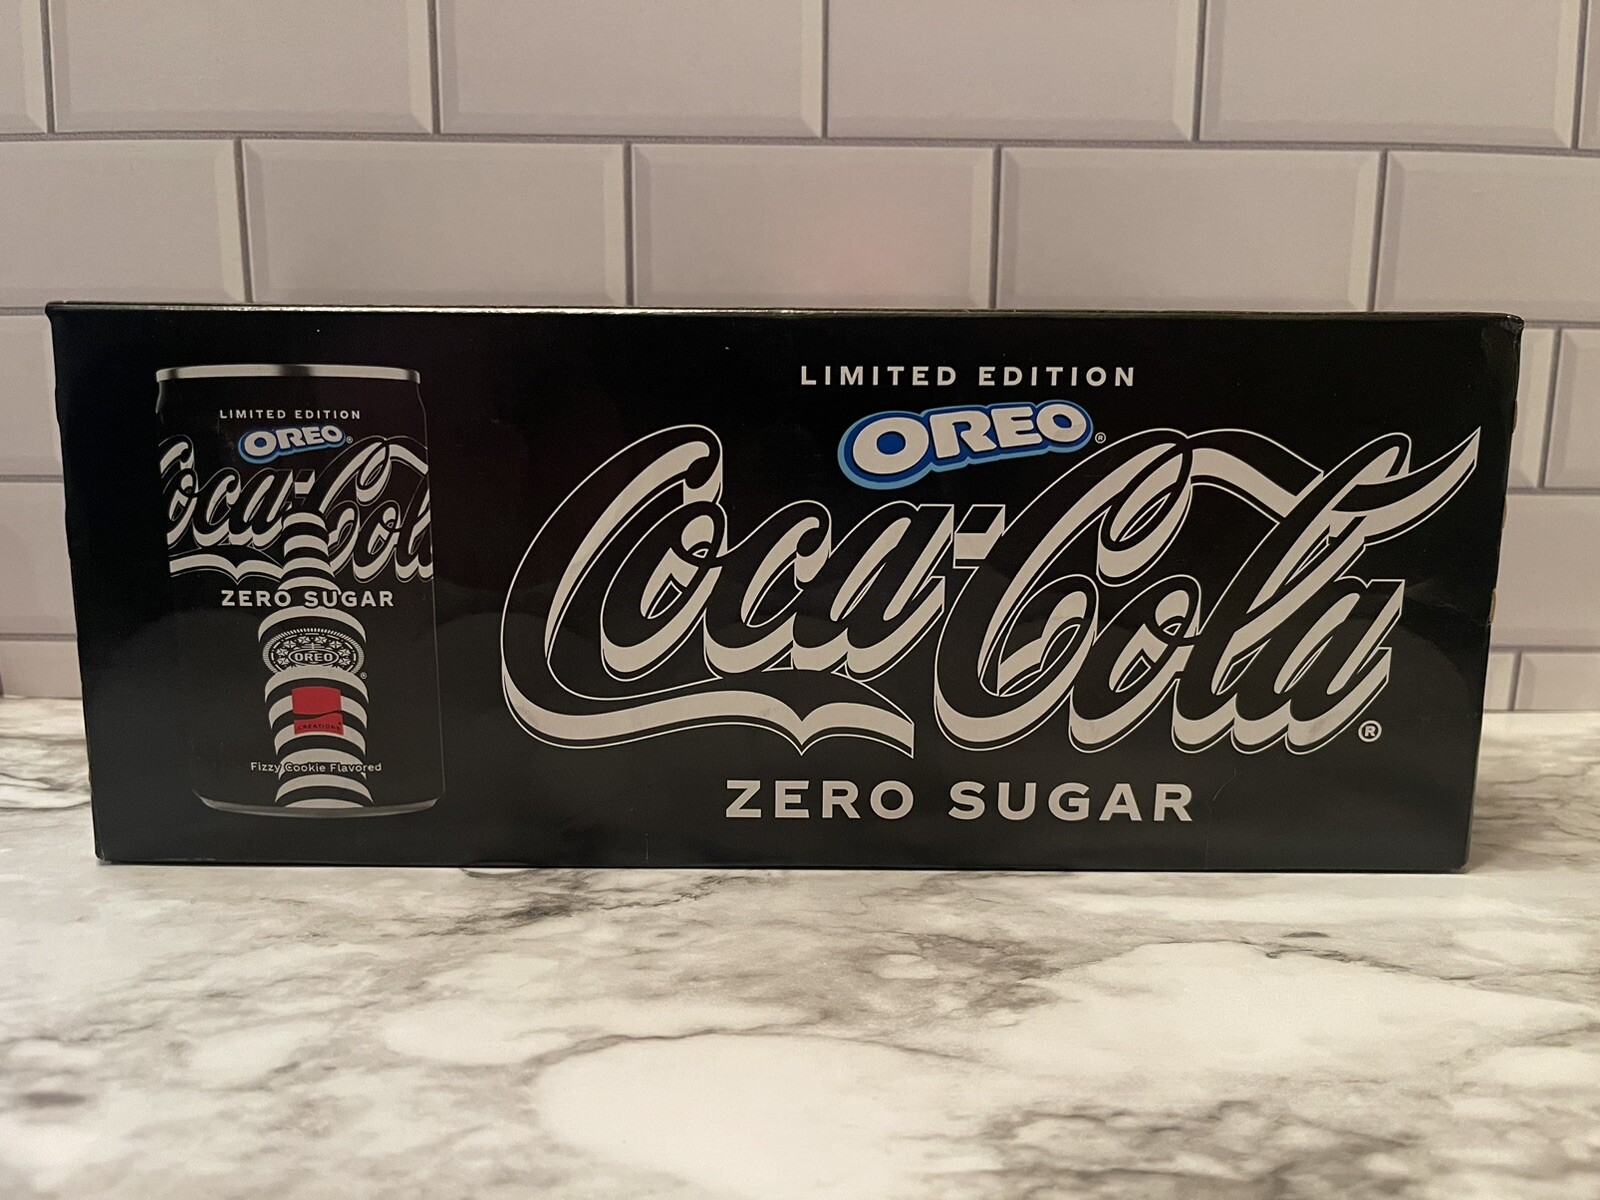 LIMITED EDITION
OREO®
Coca-Cola
ZERO SUGAR
OREO®
CREATIONS
Fizzy Cookie Flavored
LIMITED EDITION
OREO®
Coca-Cola®
ZERO SUGAR